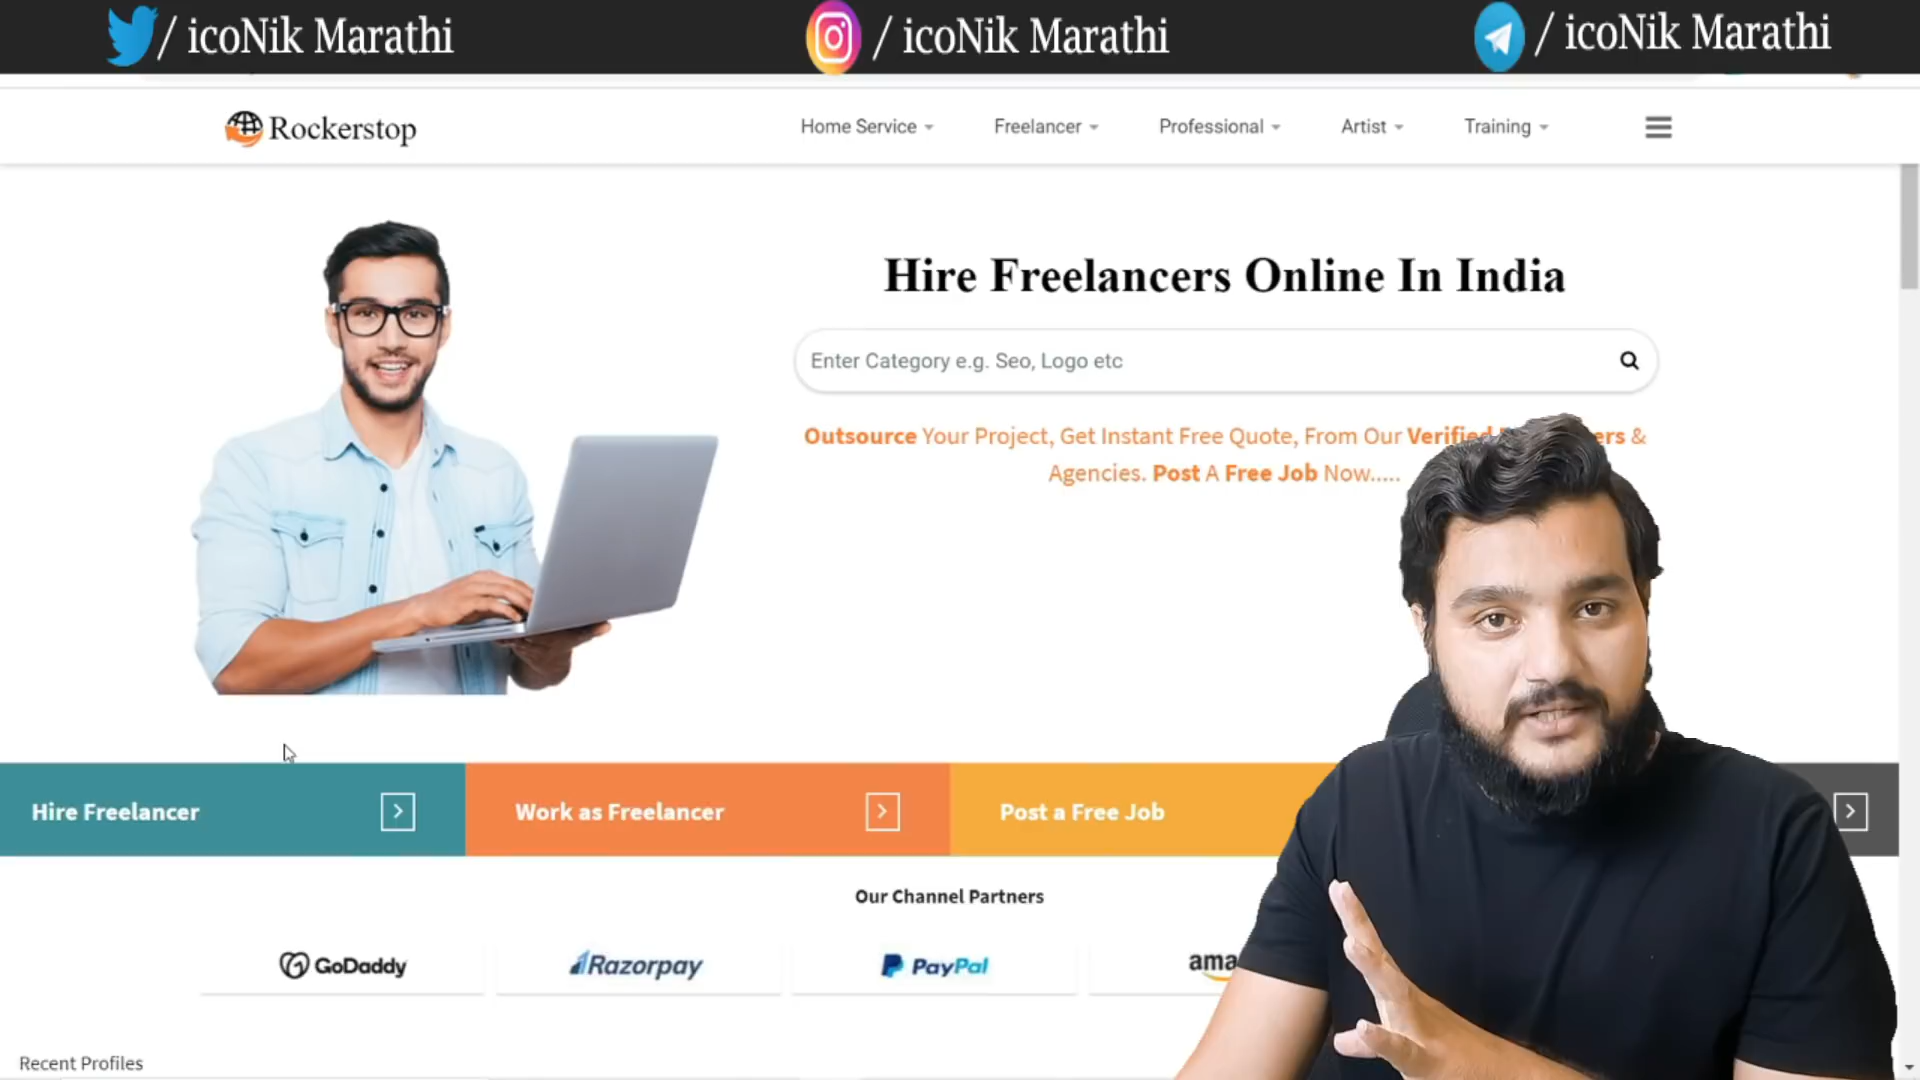 / icoNik Marathi
/ icoNik Marathi
/ icoNik Marathi
Rockerstop
Home Service
Freelancer
Professional
Artist
Training
Hire Freelancers Online In India
Enter Category e.g. Seo, Logo etc
Outsource Your Project, Get Instant Free Quote, From Our Verified &
Agencies. Post A Free Job Now.....
Hire Freelancer
Work as Freelancer
Post a Free Job
Our Channel Partners
GoDaddy
Razorpay
PayPal
ama
Recent Profiles